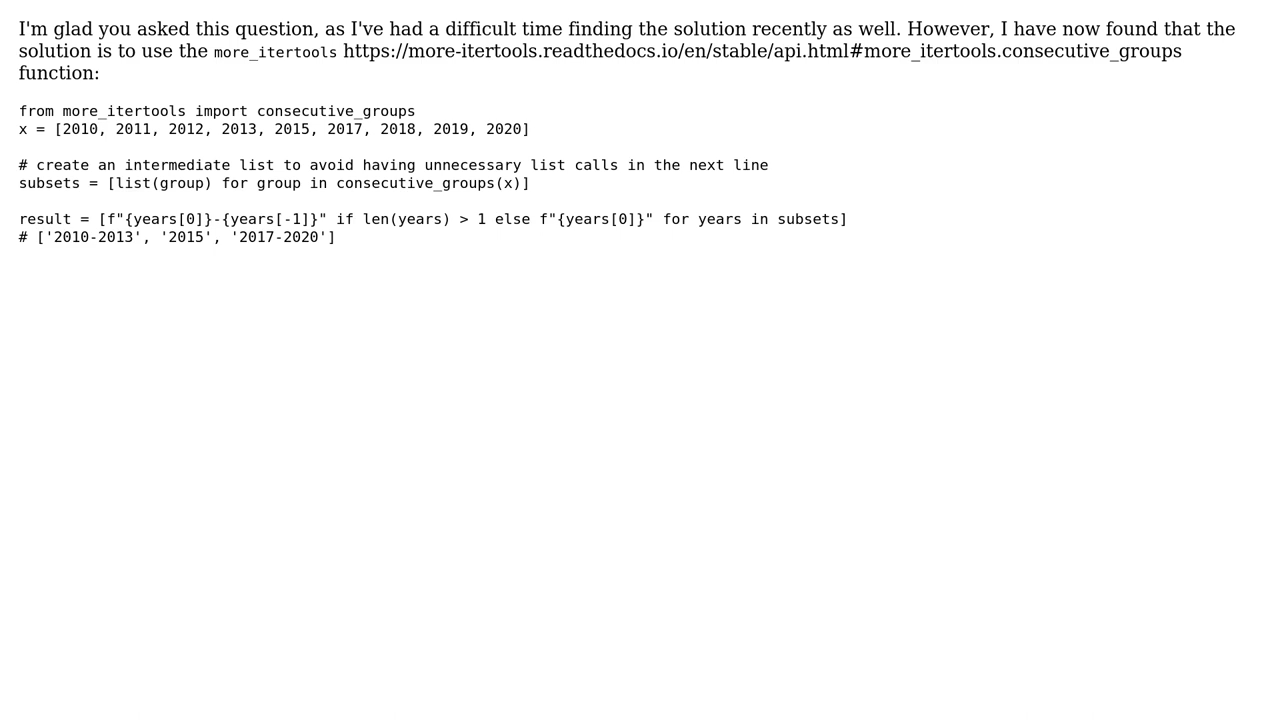 I'm glad you asked this question, as I've had a difficult time finding the solution recently as well. However, I have now found that the
solution is to use the more_itertools https://more-itertools.readthedocs.io/en/stable/api.html#more_itertools.consecutive_groups
function:
from more_itertools import consecutive_groups
x = [2010, 2011, 2012, 2013, 2015, 2017, 2018, 2019, 2020]
# create an intermediate list to avoid having unnecessary list calls in the next line
subsets = [list(group) for group in consecutive_groups(x)]
result = [f"{years[0]}-{years[-1]}" if len(years) > 1 else f"{years[0]}" for years in subsets]
# ['2010-2013', '2015', '2017-2020']